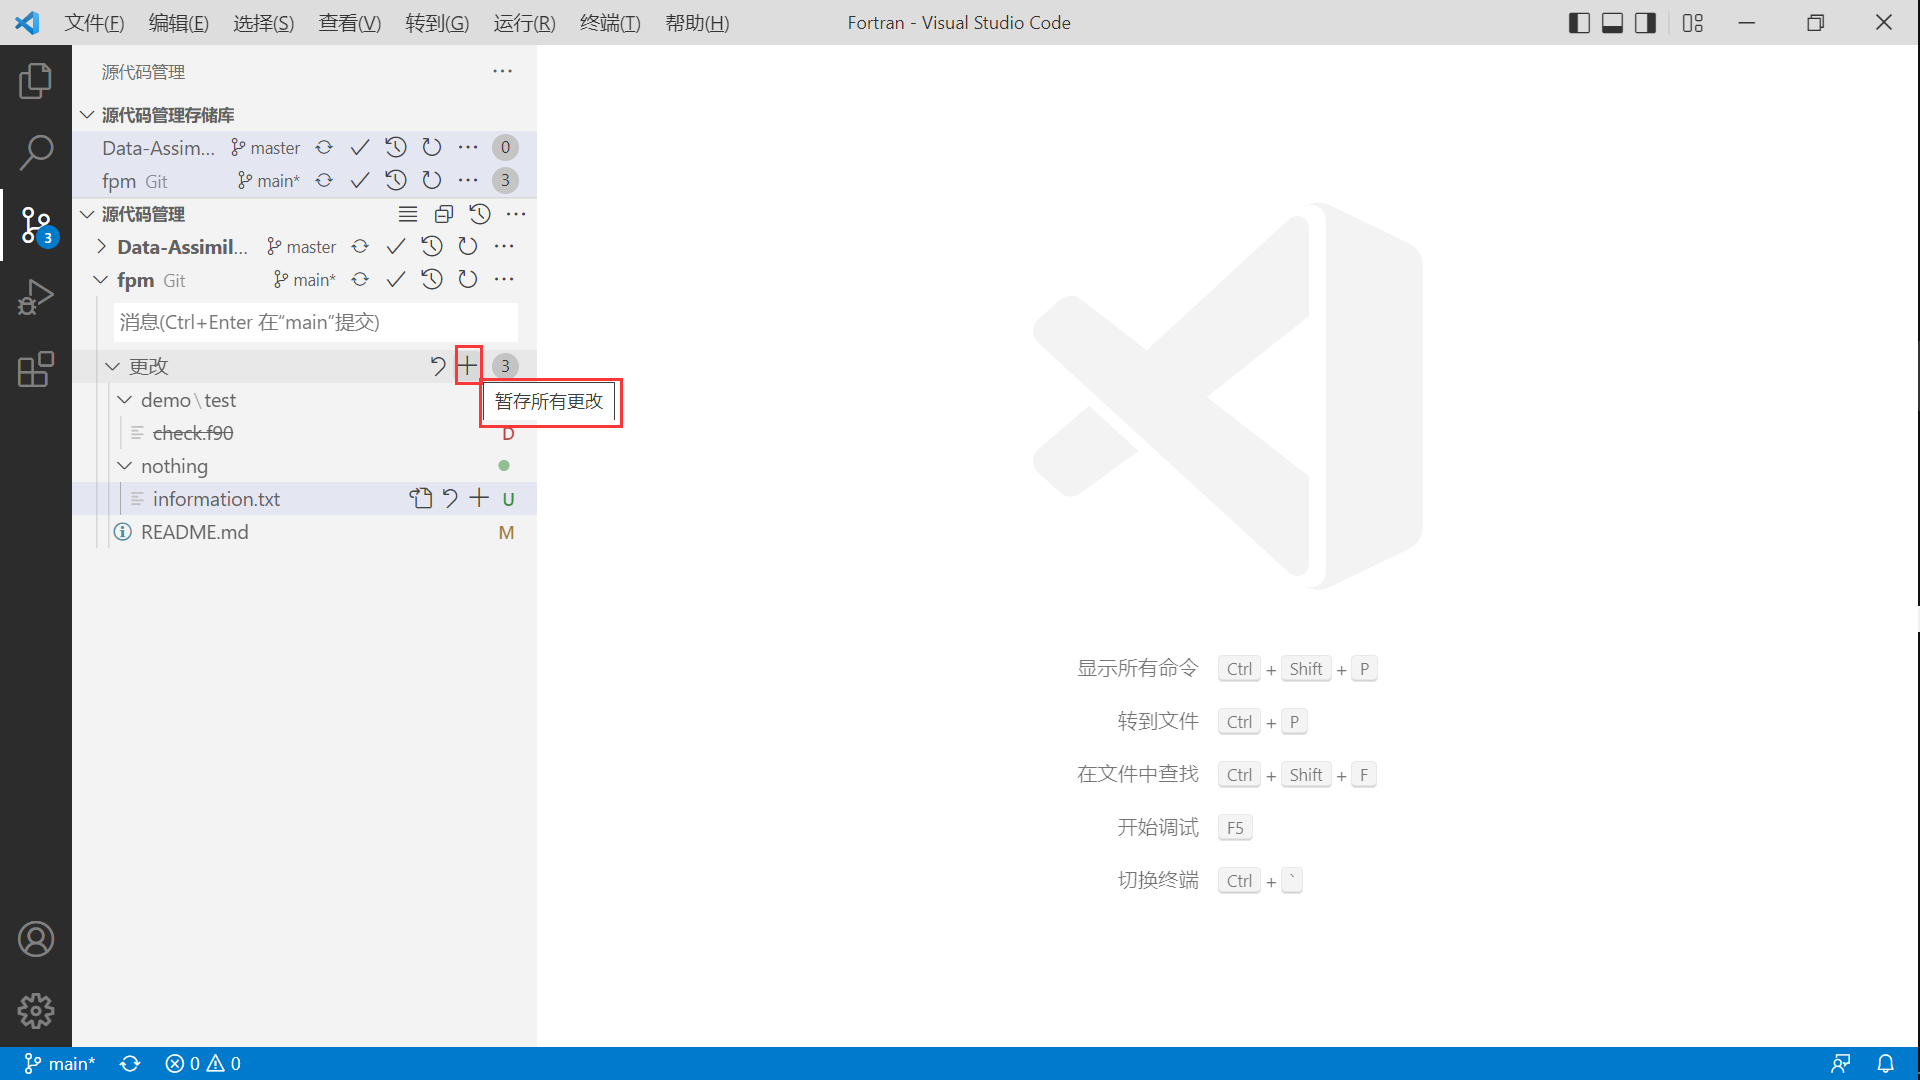 文件(F) 编辑(E) 选择(S) 查看(V) 转到(G) 运行(R) 终端(T) 帮助(H) Fortran - Visual Studio Code
源代码管理
源代码管理存储库
Data-Assim... master 0
fpm Git main* 3
源代码管理
Data-Assimil... master
fpm Git main*
消息(Ctrl+Enter 在“main”提交)
更改 3
暂存所有更改
demo\test
check.f90 D
nothing
information.txt U
README.md M
3
显示所有命令 Ctrl + Shift + P
转到文件 Ctrl + P
在文件中查找 Ctrl + Shift + F
开始调试 F5
切换终端 Ctrl + `
main* 0 0